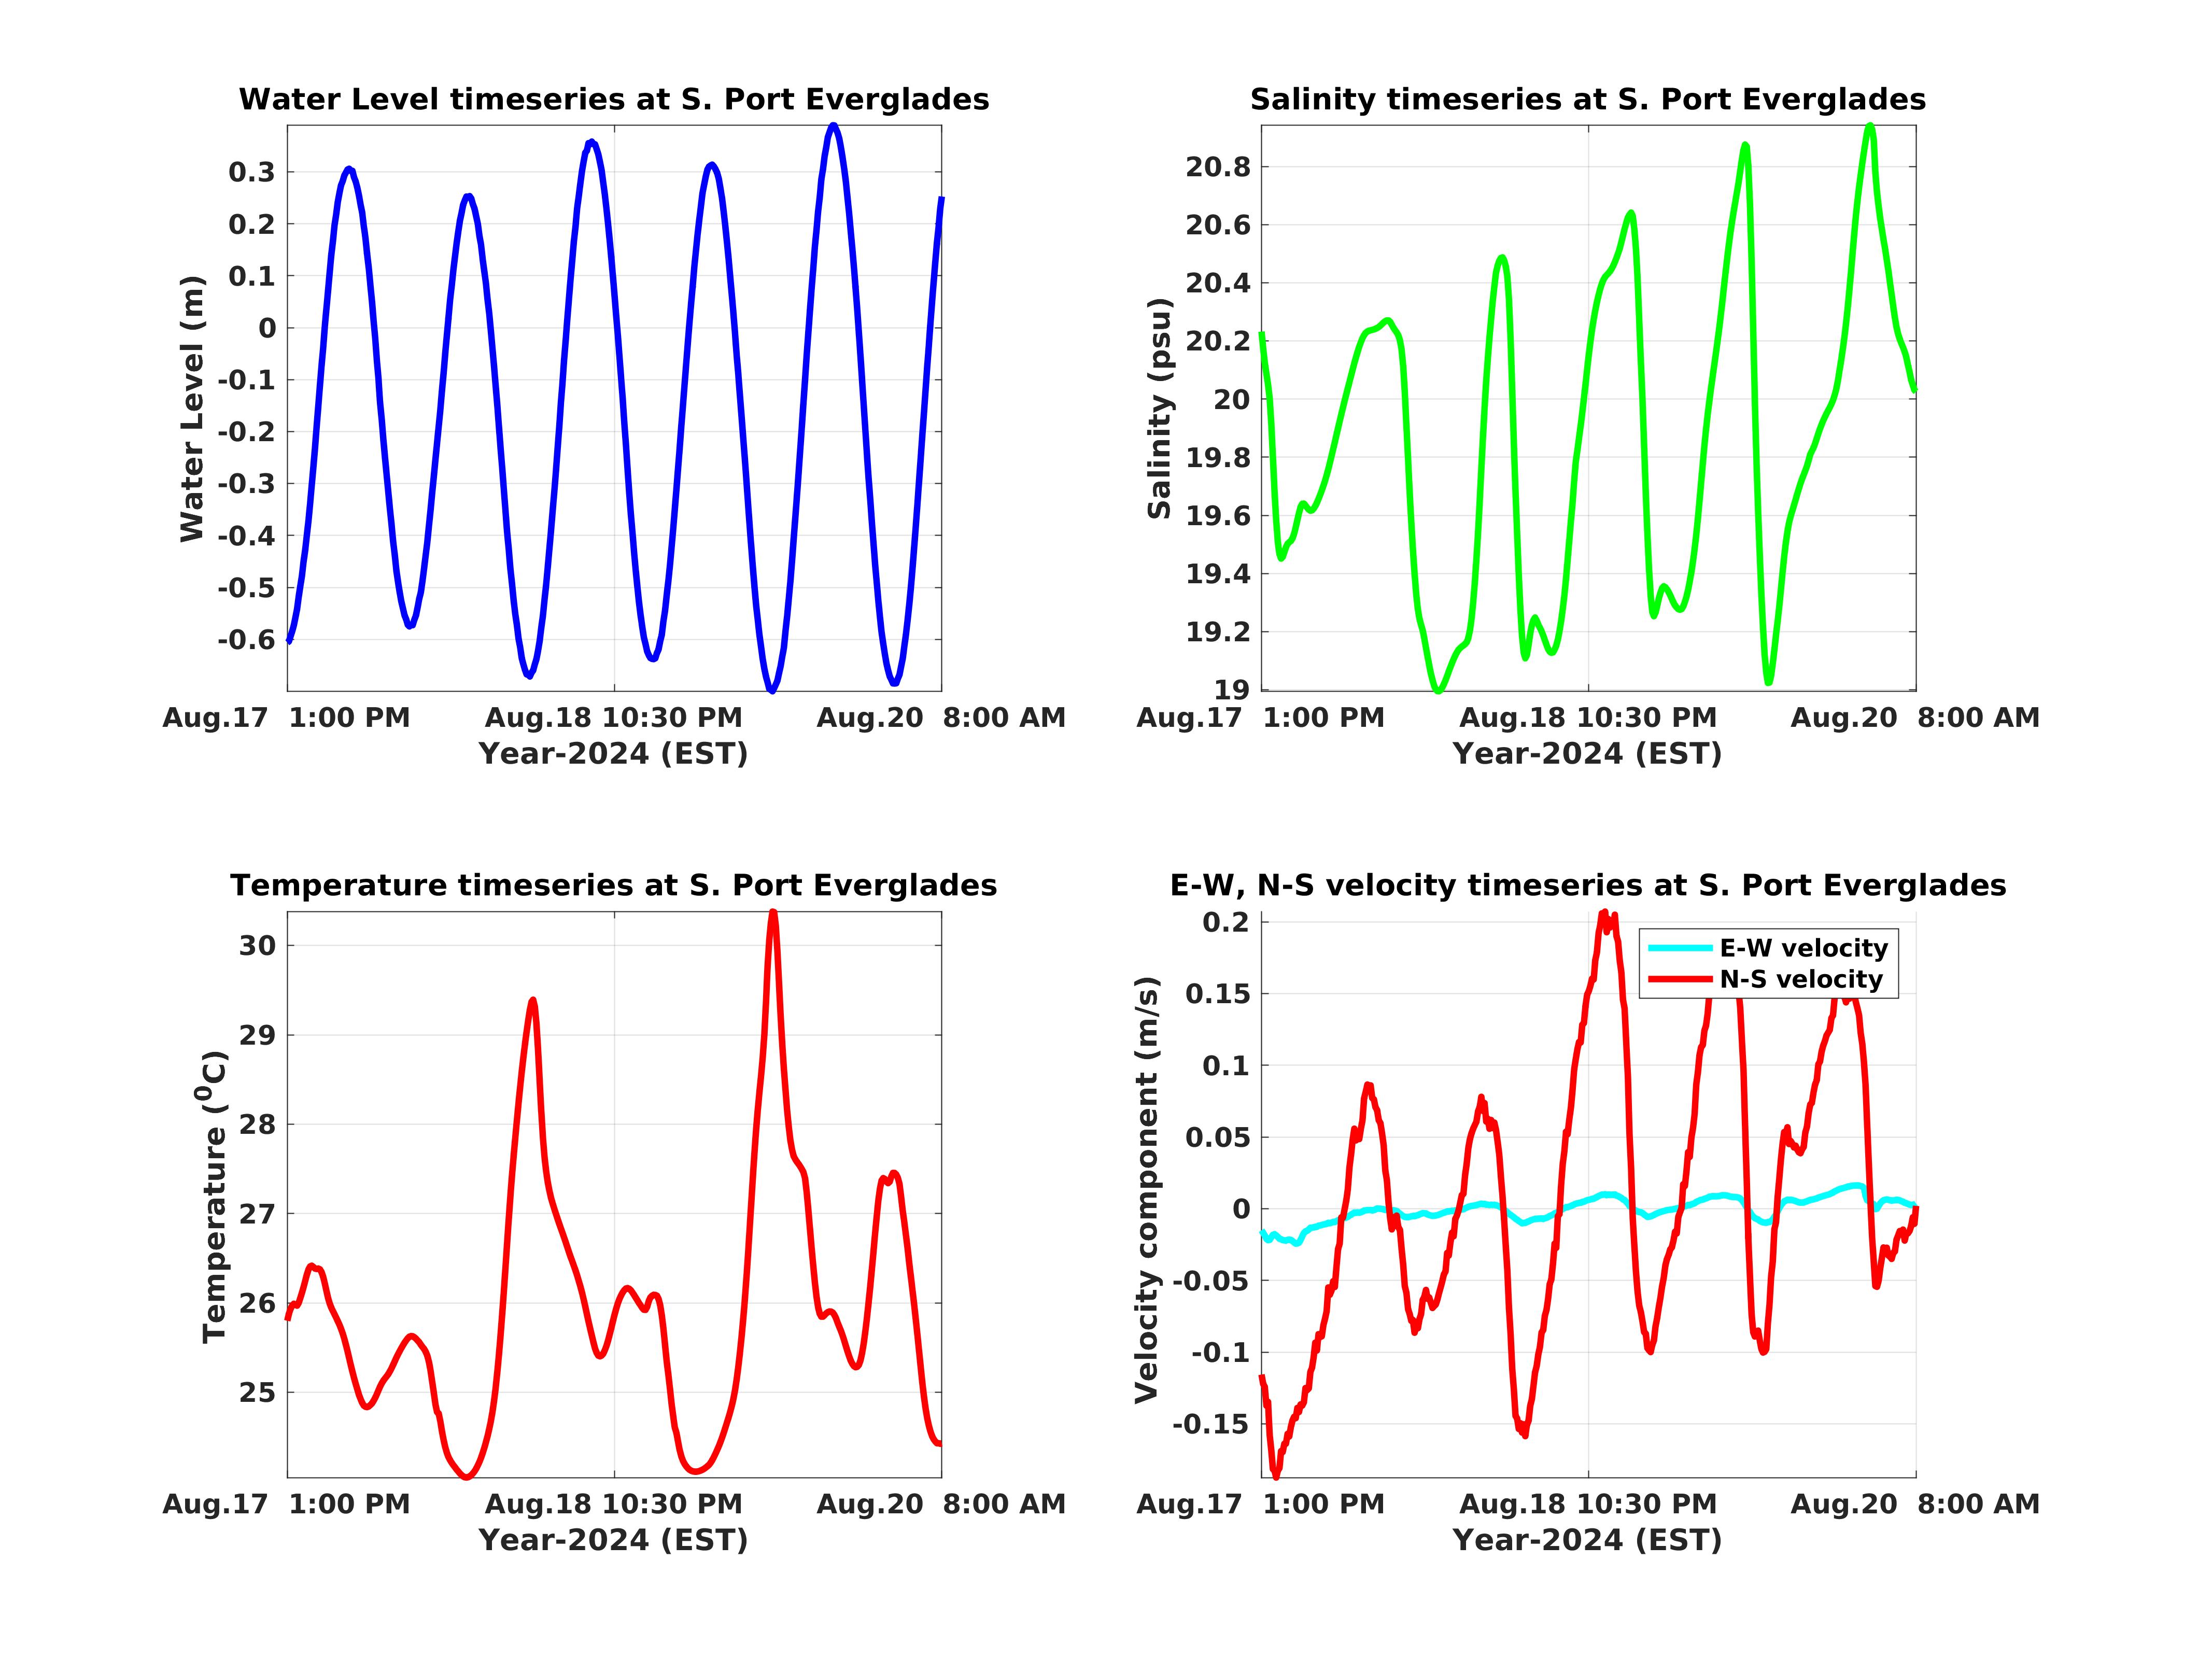 Water Level timeseries at S. Port Everglades
Water Level (m)
0.3
0.2
0.1
0
-0.1
-0.2
-0.3
-0.4
-0.5
-0.6
Aug.17 1:00 PM
Aug.18 10:30 PM
Aug.20 8:00 AM
Year-2024 (EST)
Salinity timeseries at S. Port Everglades
Salinity (psu)
20.8
20.6
20.4
20.2
20
19.8
19.6
19.4
19.2
19
Aug.17 1:00 PM
Aug.18 10:30 PM
Aug.20 8:00 AM
Year-2024 (EST)
Temperature timeseries at S. Port Everglades
Temperature (⁰C)
30
29
28
27
26
25
Aug.17 1:00 PM
Aug.18 10:30 PM
Aug.20 8:00 AM
Year-2024 (EST)
E-W, N-S velocity timeseries at S. Port Everglades
Velocity component (m/s)
0.2
0.15
0.1
0.05
0
-0.05
-0.1
-0.15
E-W velocity
N-S velocity
Aug.17 1:00 PM
Aug.18 10:30 PM
Aug.20 8:00 AM
Year-2024 (EST)